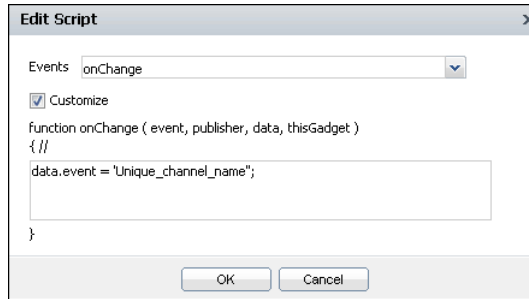 Edit Script
Events onChange
Customize
function onChange ( event, publisher, data, thisGadget )
{ //
data.event = 'Unique_channel_name";
}
OK Cancel